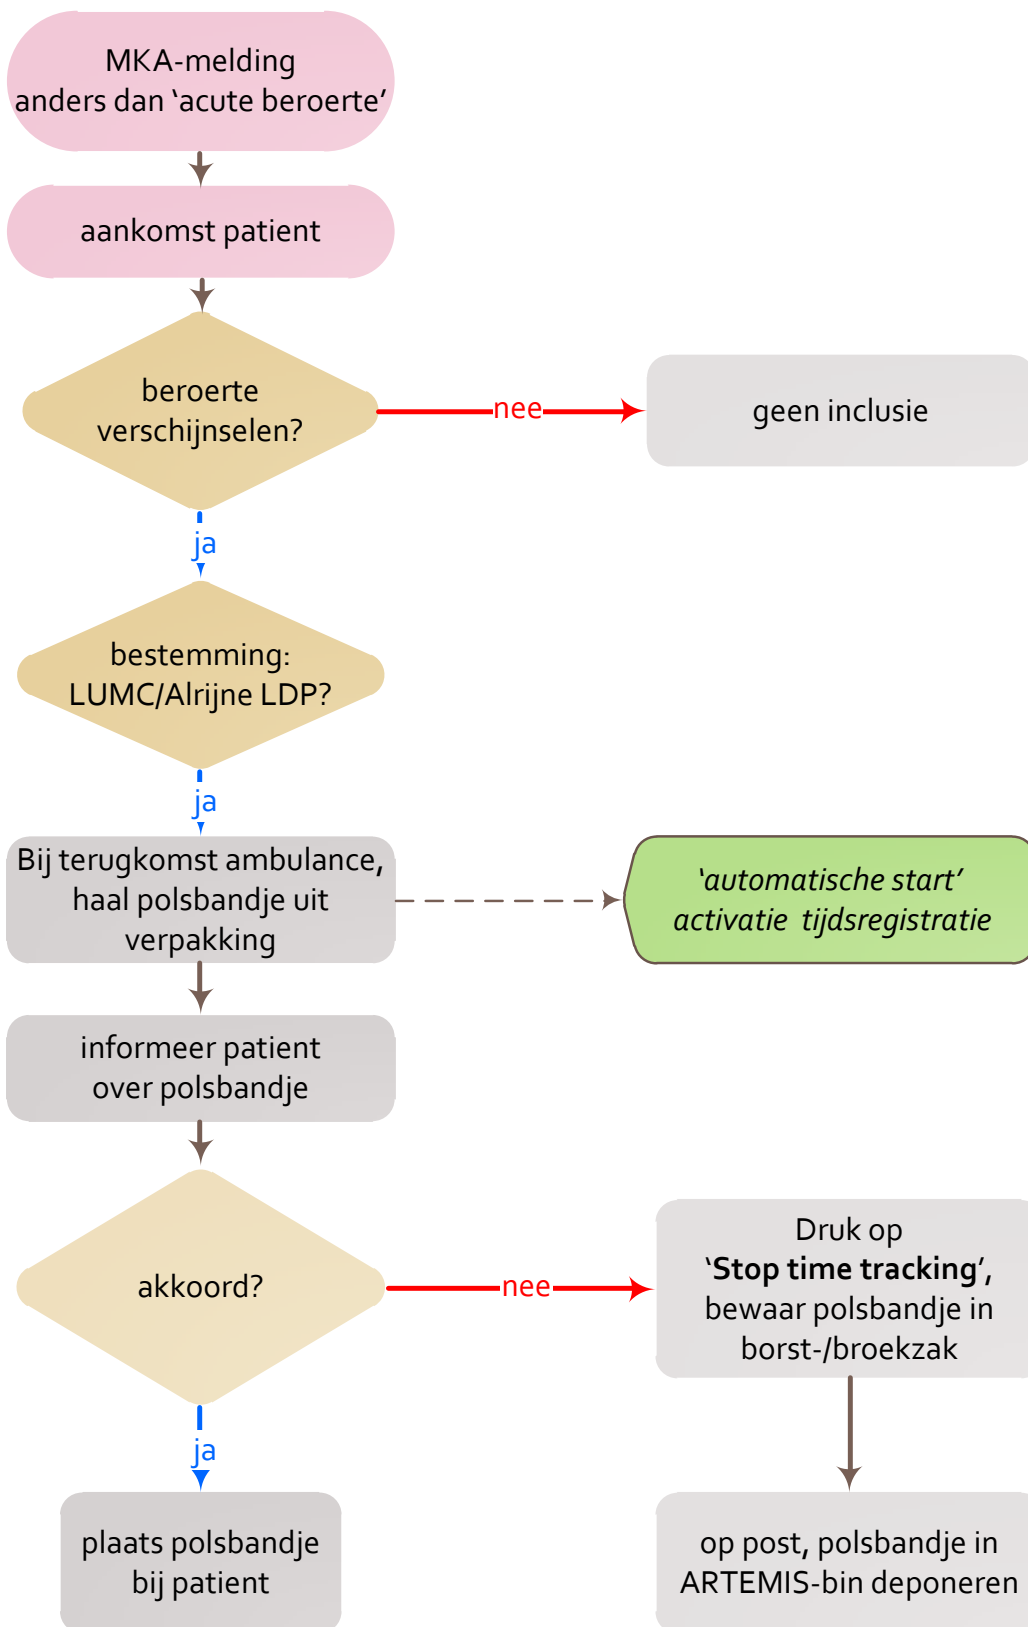 MKA-melding
anders dan ‘acute beroerte’
aankomst patient
beroerte
verschijnselen?
nee
geen inclusie
ja
bestemming:
LUMC/Alrijne LDP?
ja
Bij terugkomst ambulance,
haal polsbandje uit
verpakking
‘automatische start’
activatie tijdsregistratie
informeer patient
over polsbandje
akkoord?
nee
Druk op
‘Stop time tracking’,
bewaar polsbandje in
borst-/broekzak
ja
plaats polsbandje
bij patient
op post, polsbandje in
ARTEMIS-bin deponeren